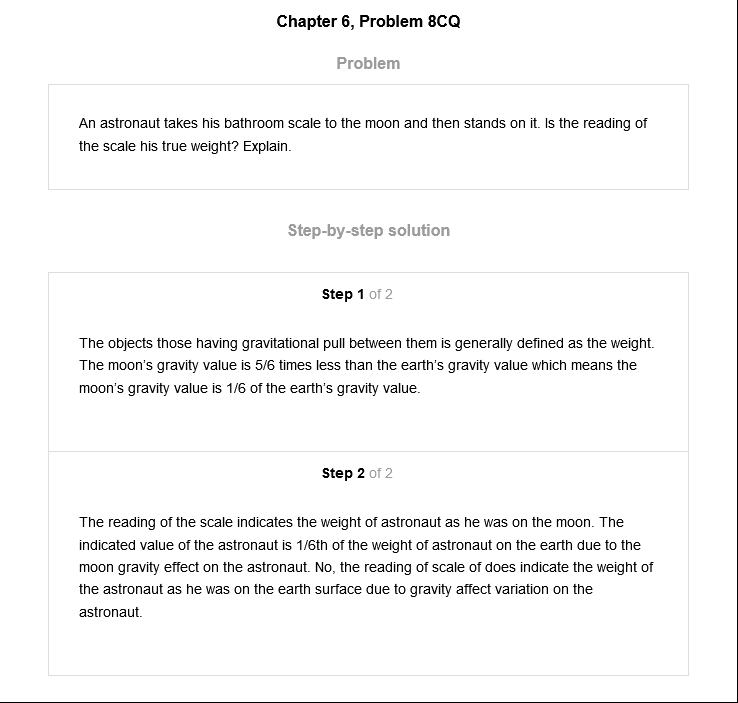 Chapter 6, Problem 8CQ
Problem
An astronaut takes his bathroom scale to the moon and then stands on it. Is the reading of
the scale his true weight? Explain.
Step-by-step solution
Step 1 of 2
The objects those having gravitational pull between them is generally defined as the weight.
The moon's gravity value is 5/6 times less than the earth's gravity value which means the
moon's gravity value is 1/6 of the earth's gravity value.
Step 2 of 2
The reading of the scale indicates the weight of astronaut as he was on the moon. The
indicated value of the astronaut is 1/6th of the weight of astronaut on the earth due to the
moon gravity effect on the astronaut. No, the reading of scale of does indicate the weight of
the astronaut as he was on the earth surface due to gravity affect variation on the
astronaut.